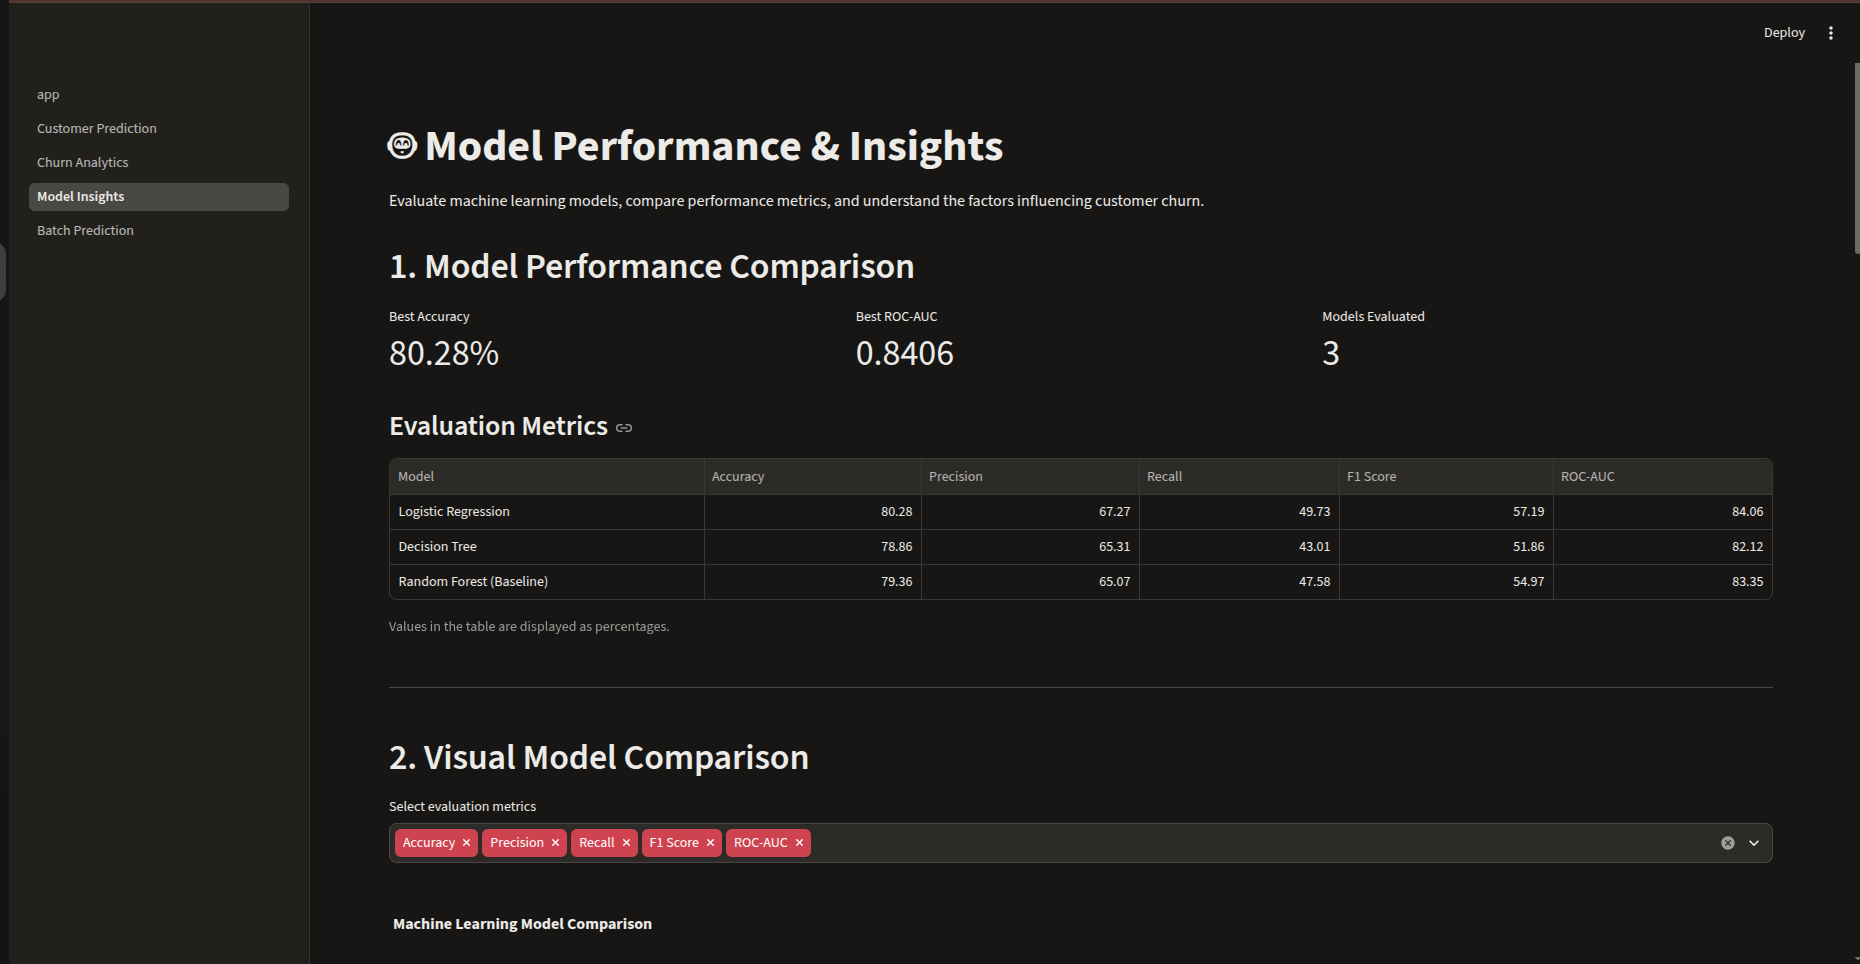 Deploy
app
Customer Prediction
Churn Analytics
Model Insights
Batch Prediction
Model Performance & Insights
Evaluate machine learning models, compare performance metrics, and understand the factors influencing customer churn.
1. Model Performance Comparison
Best Accuracy Best ROC-AUC Models Evaluated
80.28% 0.8406 3
Evaluation Metrics
Model Accuracy Precision Recall F1 Score ROC-AUC
Logistic Regression 80.28 67.27 49.73 57.19 84.06
Decision Tree 78.86 65.31 43.01 51.86 82.12
Random Forest (Baseline) 79.36 65.07 47.58 54.97 83.35
Values in the table are displayed as percentages.
2. Visual Model Comparison
Select evaluation metrics
Accuracy Precision Recall F1 Score ROC-AUC
Machine Learning Model Comparison